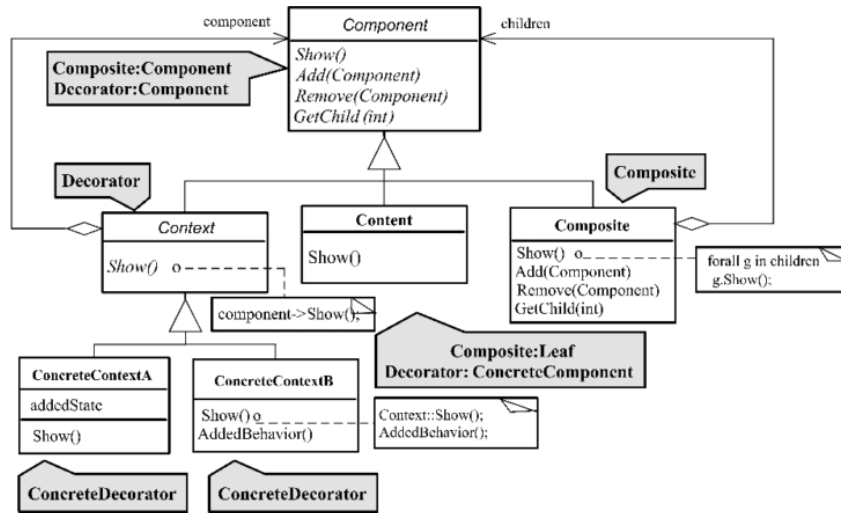 component
Component
children
Show()
Add(Component)
Remove(Component)
GetChild (int)
Composite:Component
Decorator:Component
Decorator
Composite
Context
Show() o
Content
Show()
Composite
Show() o
Add(Component)
Remove(Component)
GetChild(int)
forall g in children
g.Show();
component->Show();
Composite:Leaf
Decorator: ConcreteComponent
ConcreteContextA
addedState
Show()
ConcreteContextB
Show() o
AddedBehavior()
Context::Show();
AddedBehavior();
ConcreteDecorator
ConcreteDecorator